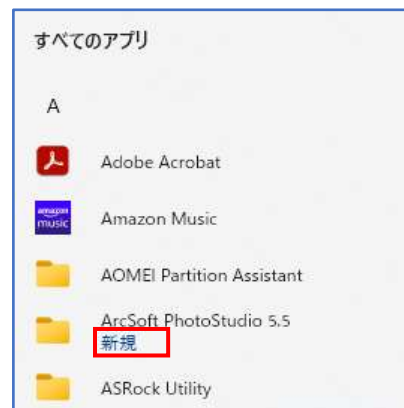 すべてのアプリ
A
Adobe Acrobat
amazon
music
Amazon Music
AOMEI Partition Assistant
ArcSoft PhotoStudio 5.5
新規
ASRock Utility